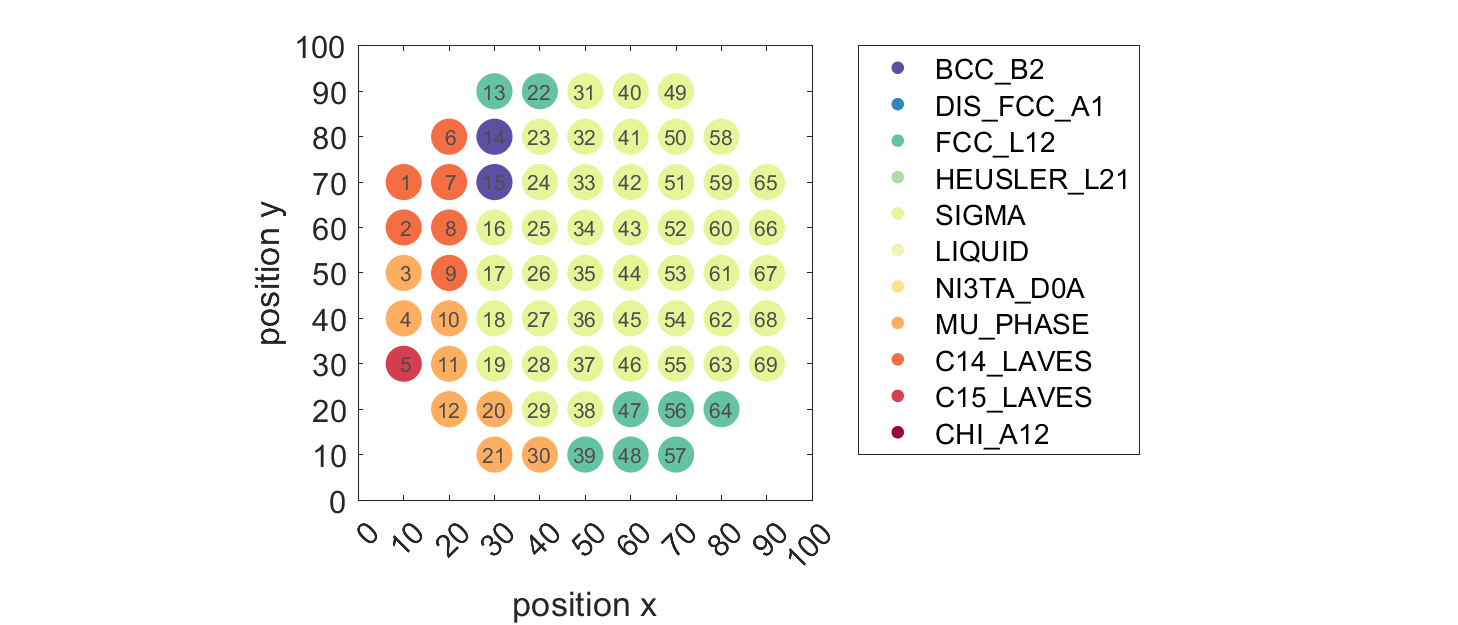 100
90
80
70
60
50
40
30
20
10
0
position y
13 22 31 40 49
6 14 23 32 41 50 58
1 7 15 24 33 42 51 59 65
2 8 16 25 34 43 52 60 66
3 9 17 26 35 44 53 61 67
4 10 18 27 36 45 54 62 68
5 11 19 28 37 46 55 63 69
12 20 29 38 47 56 64
21 30 39 48 57
0 10 20 30 40 50 60 70 80 90 100
position x
BCC_B2
DIS_FCC_A1
FCC_L12
HEUSLER_L21
SIGMA
LIQUID
NI3TA_D0A
MU_PHASE
C14_LAVES
C15_LAVES
CHI_A12